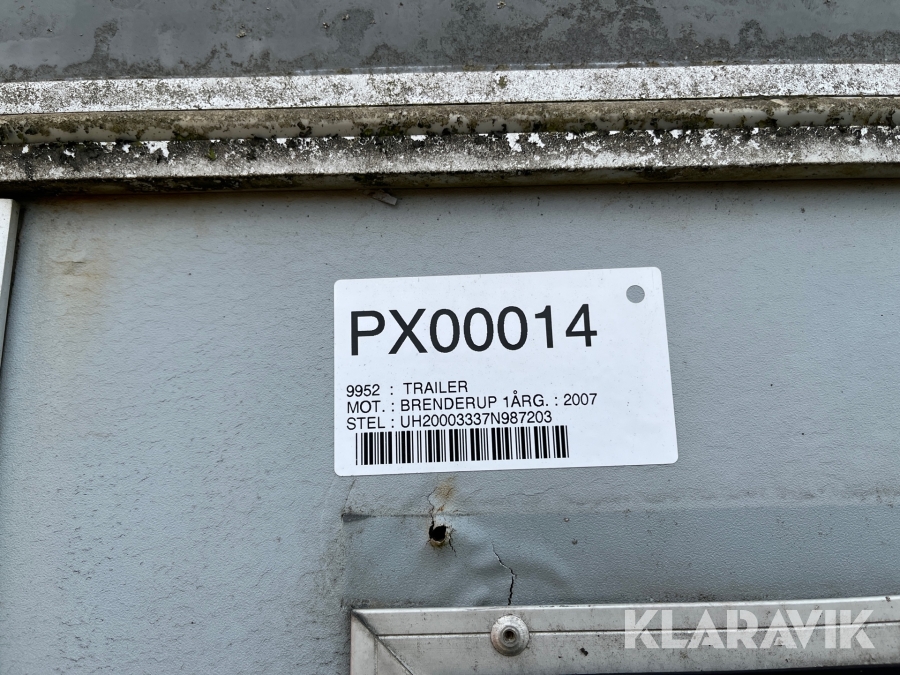 PX00014
9952 : TRAILER
MOT. : BRENDERUP 1ÅRG. : 2007
STEL : UH20003337N987203
KLARAVIK